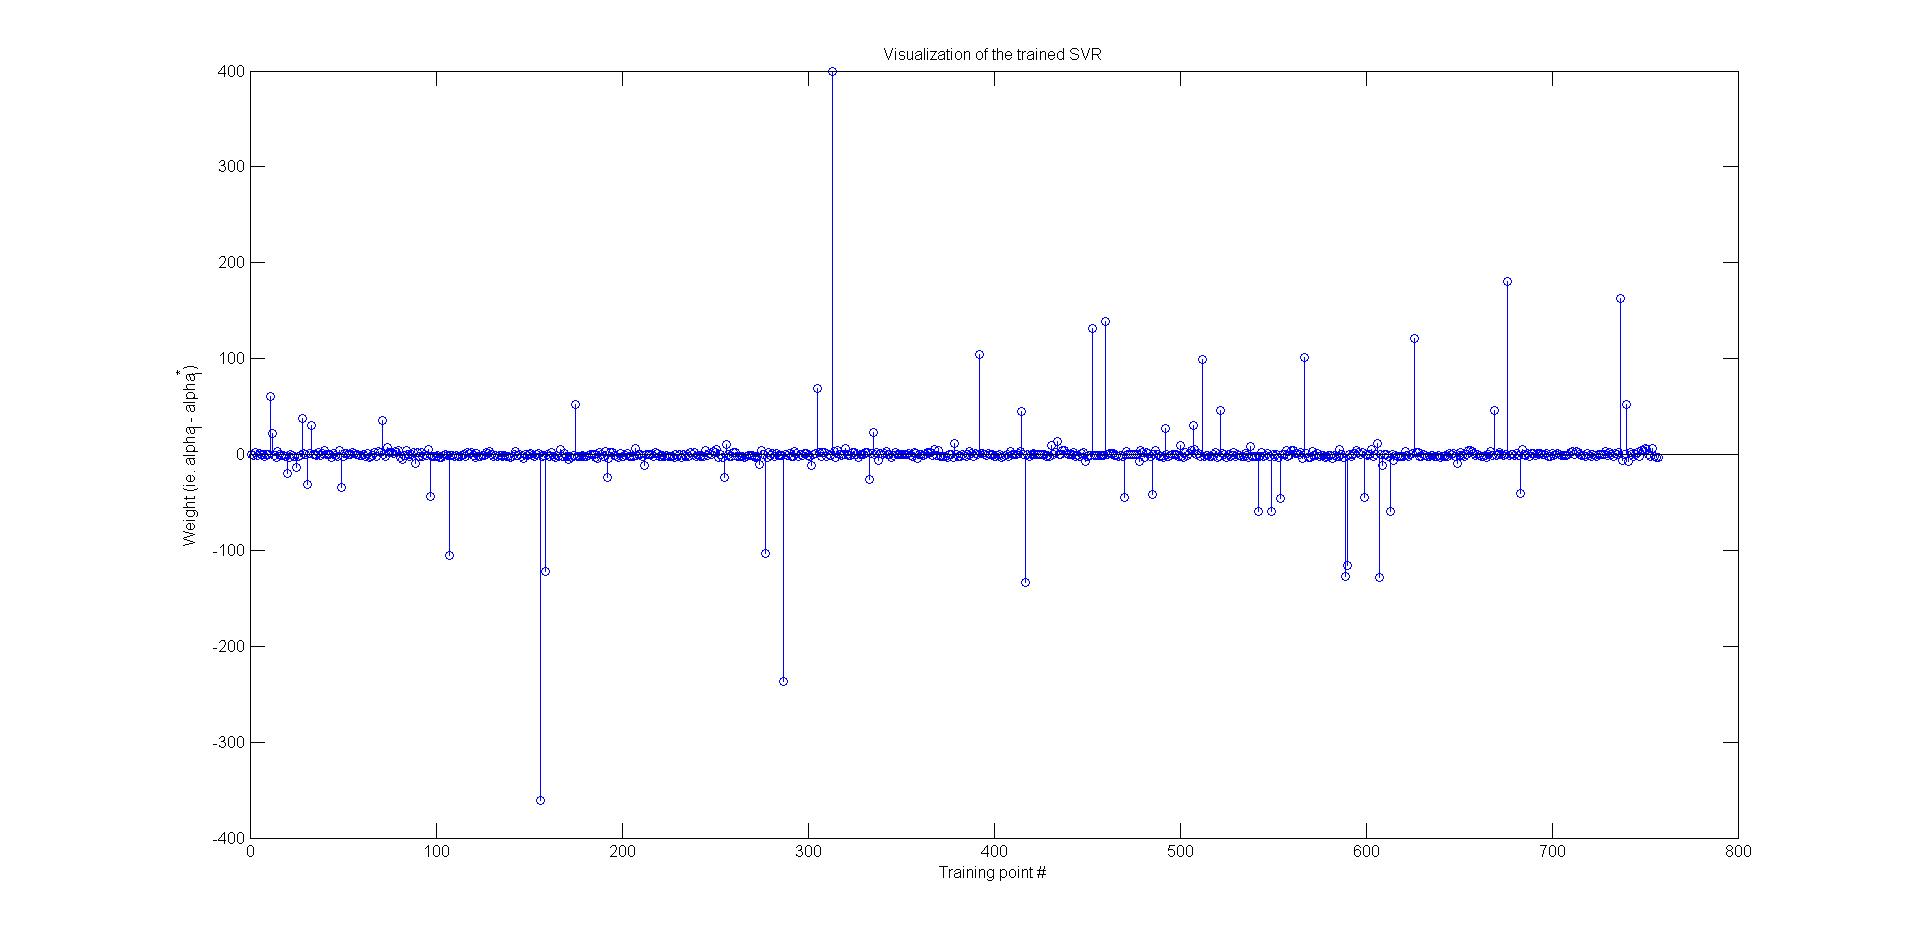 Visualization of the trained SVR
400
300
200
100
0
-100
-200
-300
-400
Weight (ie. alpha_i - alpha_i^*)
0 100 200 300 400 500 600 700 800
Training point #